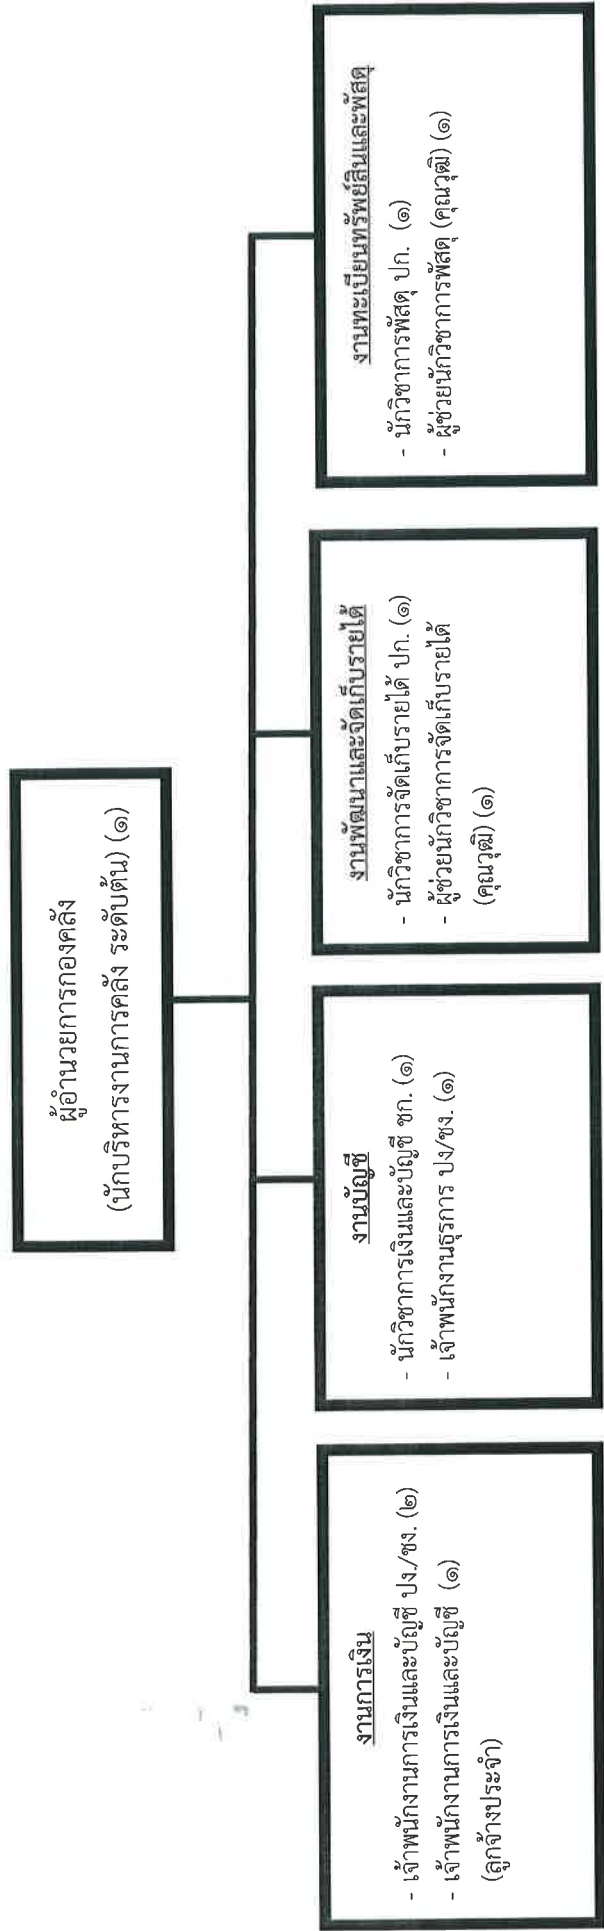 ผู้อำนวยการกองคลัง
(นักบริหารงานการคลัง ระดับต้น) (๑)
งานการเงิน
- เจ้าพนักงานการเงินและบัญชี ปง./ชง. (๒)
- เจ้าพนักงานการเงินและบัญชี (๑)
(ลูกจ้างประจำ)
งานบัญชี
- นักวิชาการเงินและบัญชี ชก. (๑)
- เจ้าพนักงานธุรการ ปง/ชง. (๑)
งานพัฒนาและจัดเก็บรายได้
- นักวิชาการจัดเก็บรายได้ ปก. (๑)
- ผู้ช่วยนักวิชาการจัดเก็บรายได้
(คุณวุฒิ) (๑)
งานทะเบียนทรัพย์สินและพัสดุ
- นักวิชาการพัสดุ ปก. (๑)
- ผู้ช่วยนักวิชาการพัสดุ (คุณวุฒิ) (๑)